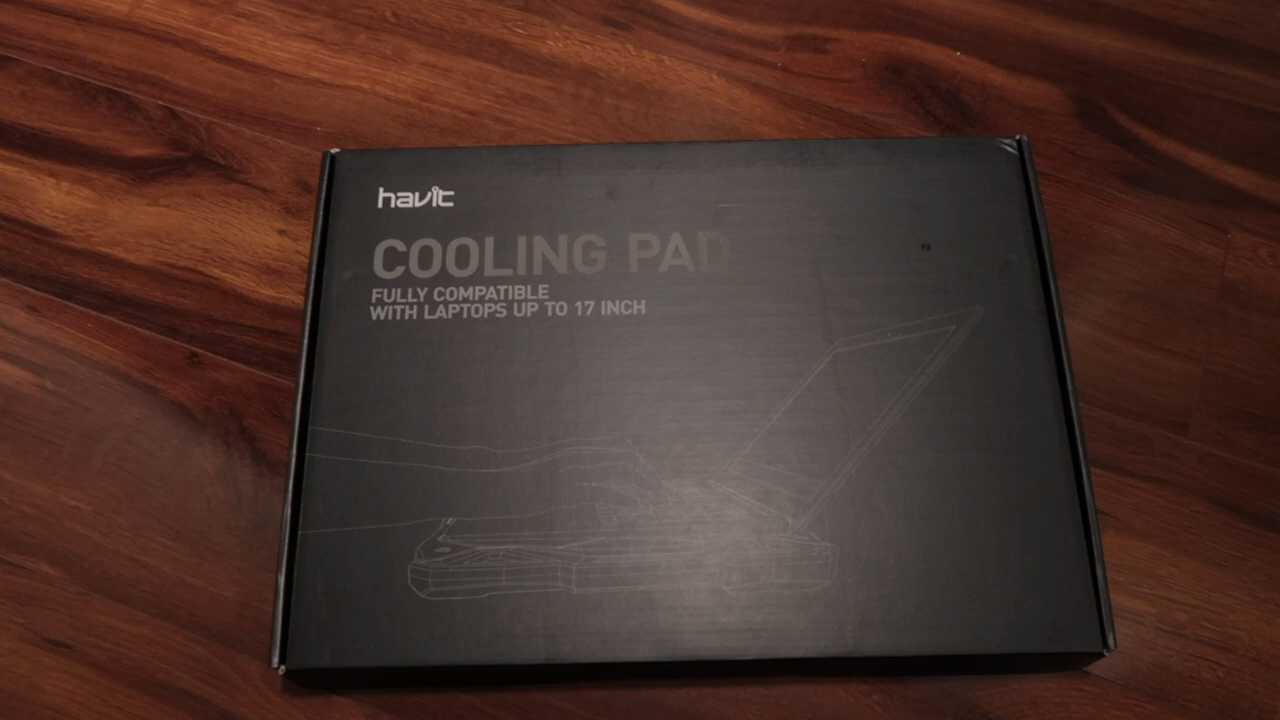 havit
COOLING PAD
FULLY COMPATIBLE
WITH LAPTOPS UP TO 17 INCH